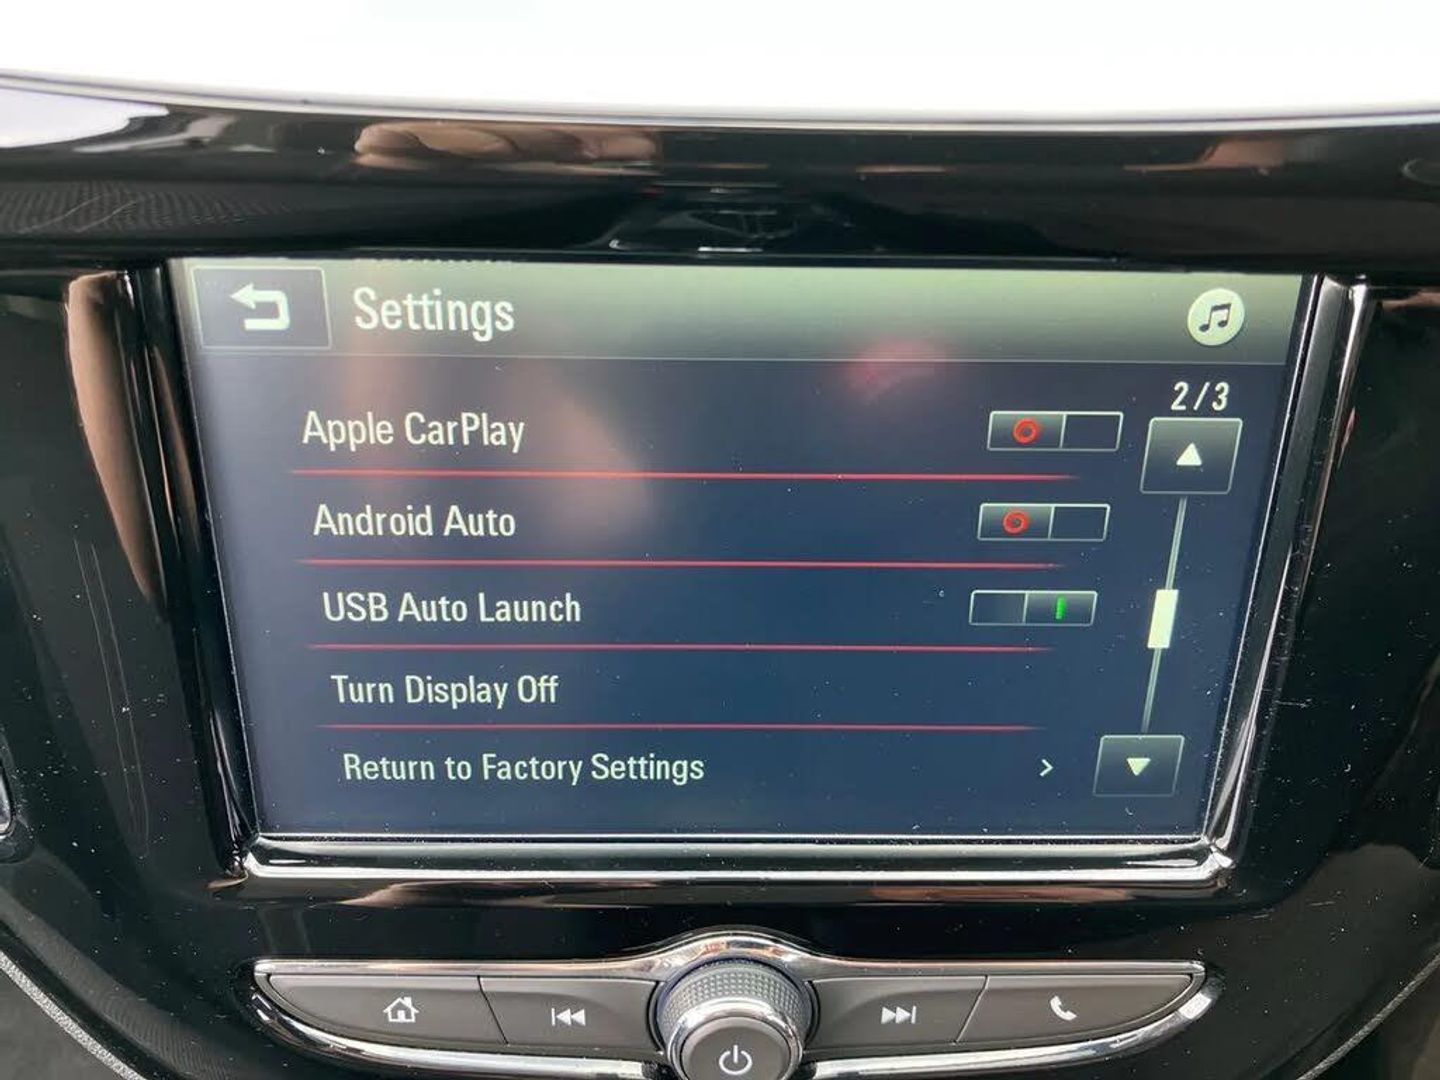 Settings
2/3
Apple CarPlay
Android Auto
USB Auto Launch
Turn Display Off
Return to Factory Settings